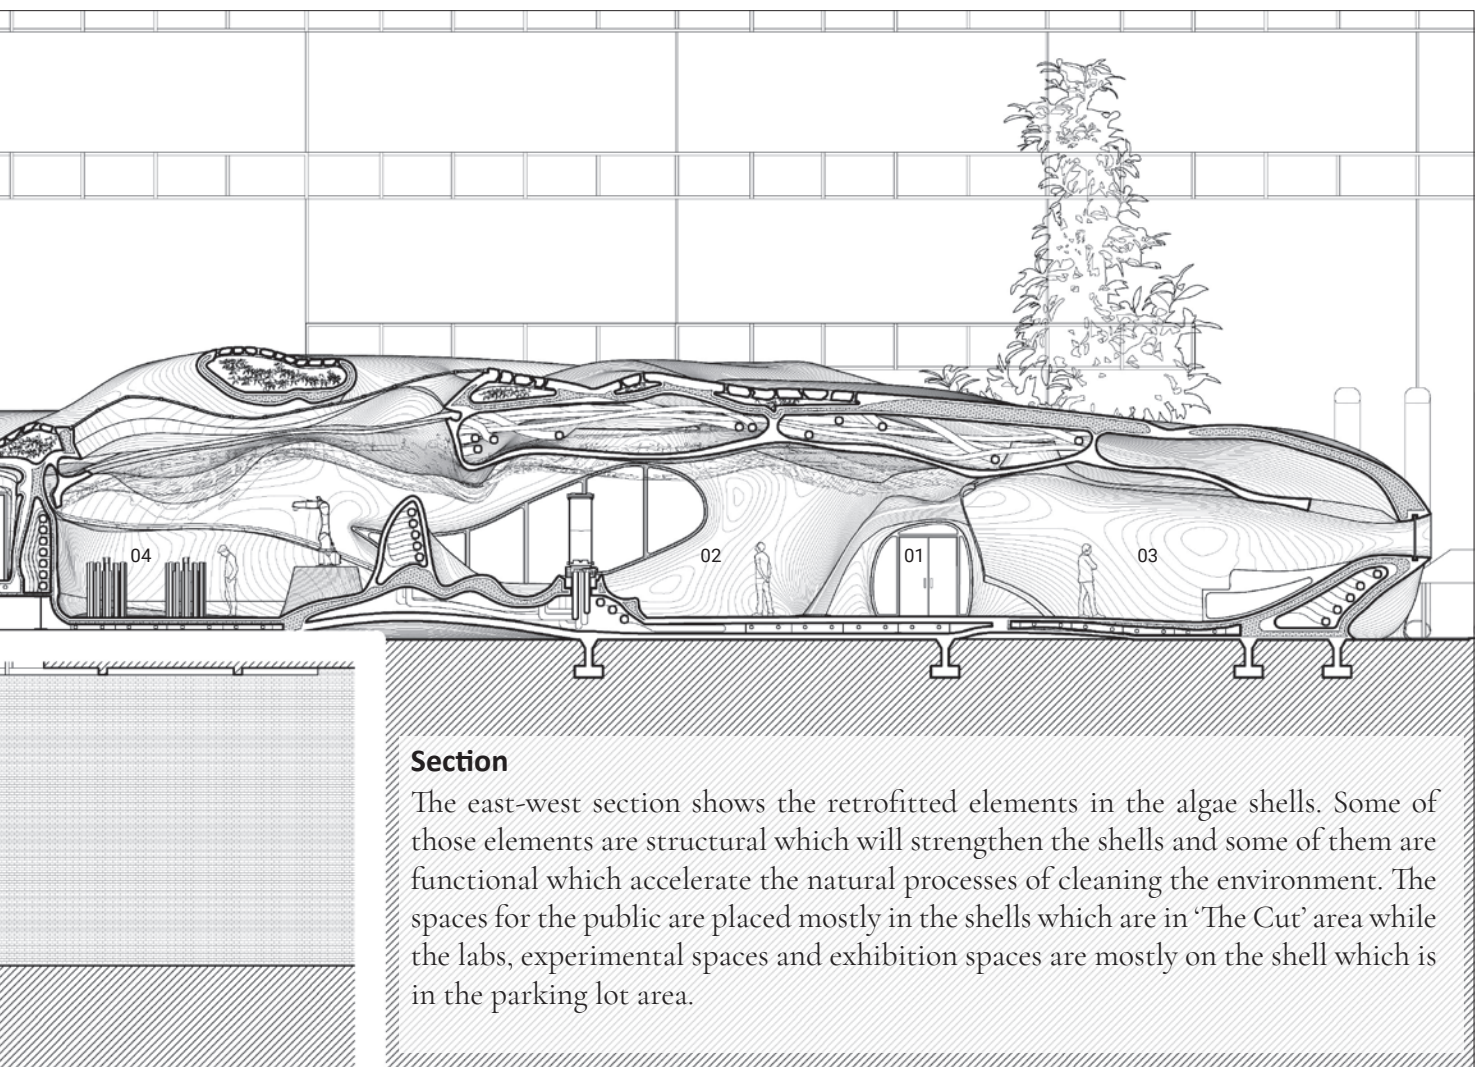 04
02
01
03
Section
The east-west section shows the retrofitted elements in the algae shells. Some of
those elements are structural which will strengthen the shells and some of them are
functional which accelerate the natural processes of cleaning the environment. The
spaces for the public are placed mostly in the shells which are in ‘The Cut’ area while
the labs, experimental spaces and exhibition spaces are mostly on the shell which is
in the parking lot area.